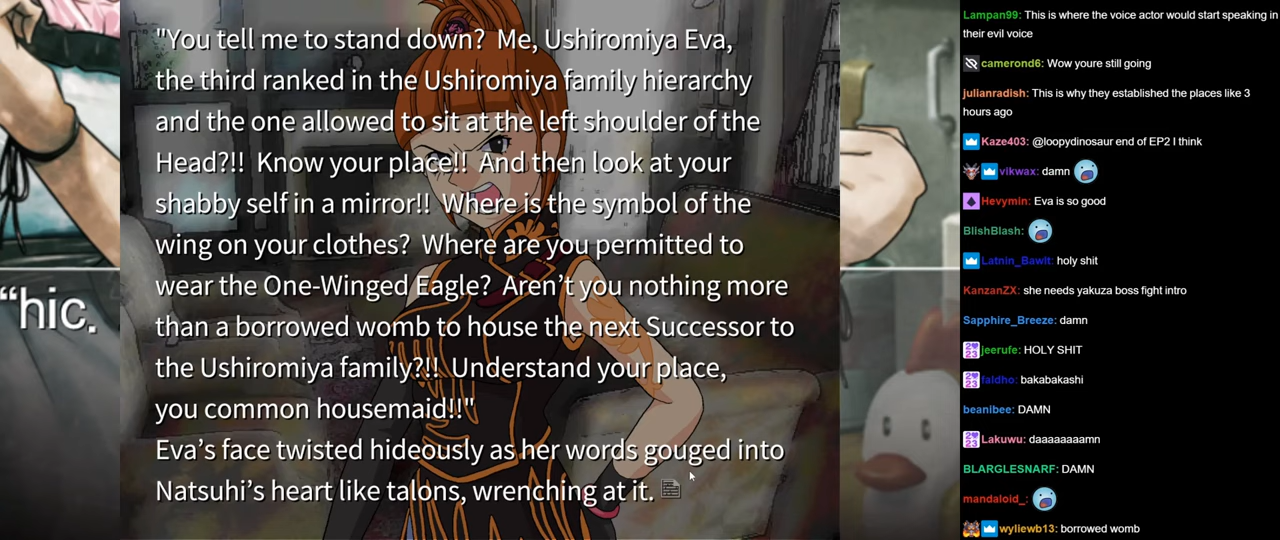 "You tell me to stand down?  Me, Ushiromiya Eva,
the third ranked in the Ushiromiya family hierarchy
and the one allowed to sit at the left shoulder of the
Head?!!  Know your place!!  And then look at your
shabby self in a mirror!!  Where is the symbol of the
wing on your clothes?  Where are you permitted to
wear the One-Winged Eagle?  Aren’t you nothing more
than a borrowed womb to house the next Successor to
the Ushiromiya family?!!  Understand your place,
you common housemaid!!"
Eva’s face twisted hideously as her words gouged into
Natsuhi’s heart like talons, wrenching at it.
“hic.
Lampan99: This is where the voice actor would start speaking in
their evil voice
camerond6: Wow youre still going
julianradish: This is why they established the places like 3
hours ago
Kaze403: @loopydinosaur end of EP2 I think
vikwax: damn
Hevymin: Eva is so good
BlishBlash:
Latnin_Bawlt: holy shit
KanzanZX: she needs yakuza boss fight intro
Sapphire_Breeze: damn
jeerufe: HOLY SHIT
faldho: bakabakashi
beanibee: DAMN
Lakuwu: daaaaaaaamn
BLARGLESNARF: DAMN
mandaloid_:
wyliewb13: borrowed womb